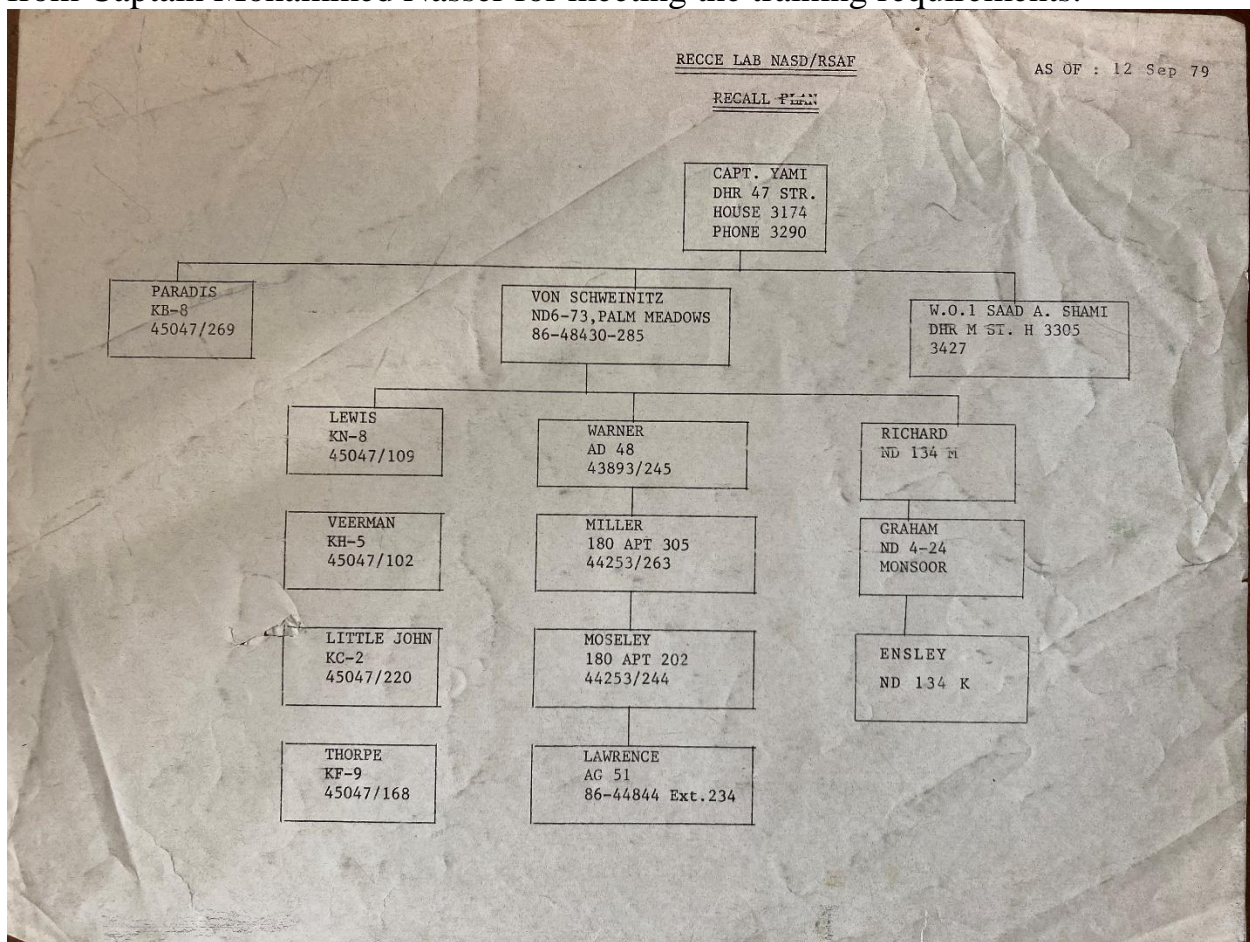 from Captain Mohammed Nasser for meeting the training requirements.
RECCE LAB NASD/RSAF
AS OF : 12 Sep 79
RECALL PLAN
CAPT. YAMI
DHR 47 STR.
HOUSE 3174
PHONE 3290
PARADIS
KB-8
45047/269
VON SCHWEINITZ
ND6-73,PALM MEADOWS
86-48430-285
W.O.1 SAAD A. SHAMI
DHR M ST. H 3305
3427
LEWIS
KN-8
45047/109
WARNER
AD 48
43893/245
RICHARD
ND 134 M
VEERMAN
KH-5
45047/102
MILLER
180 APT 305
44253/263
GRAHAM
ND 4-24
MONSOOR
LITTLE JOHN
KC-2
45047/220
MOSELEY
180 APT 202
44253/244
ENSLEY
ND 134 K
THORPE
KF-9
45047/168
LAWRENCE
AG 51
86-44844 Ext.234